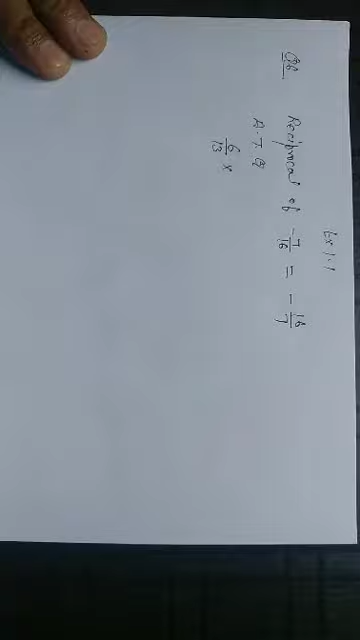 Ex 1.1
Q6. Reciprocal of -7/16 = -16/7
A.T.Q
6/13 x